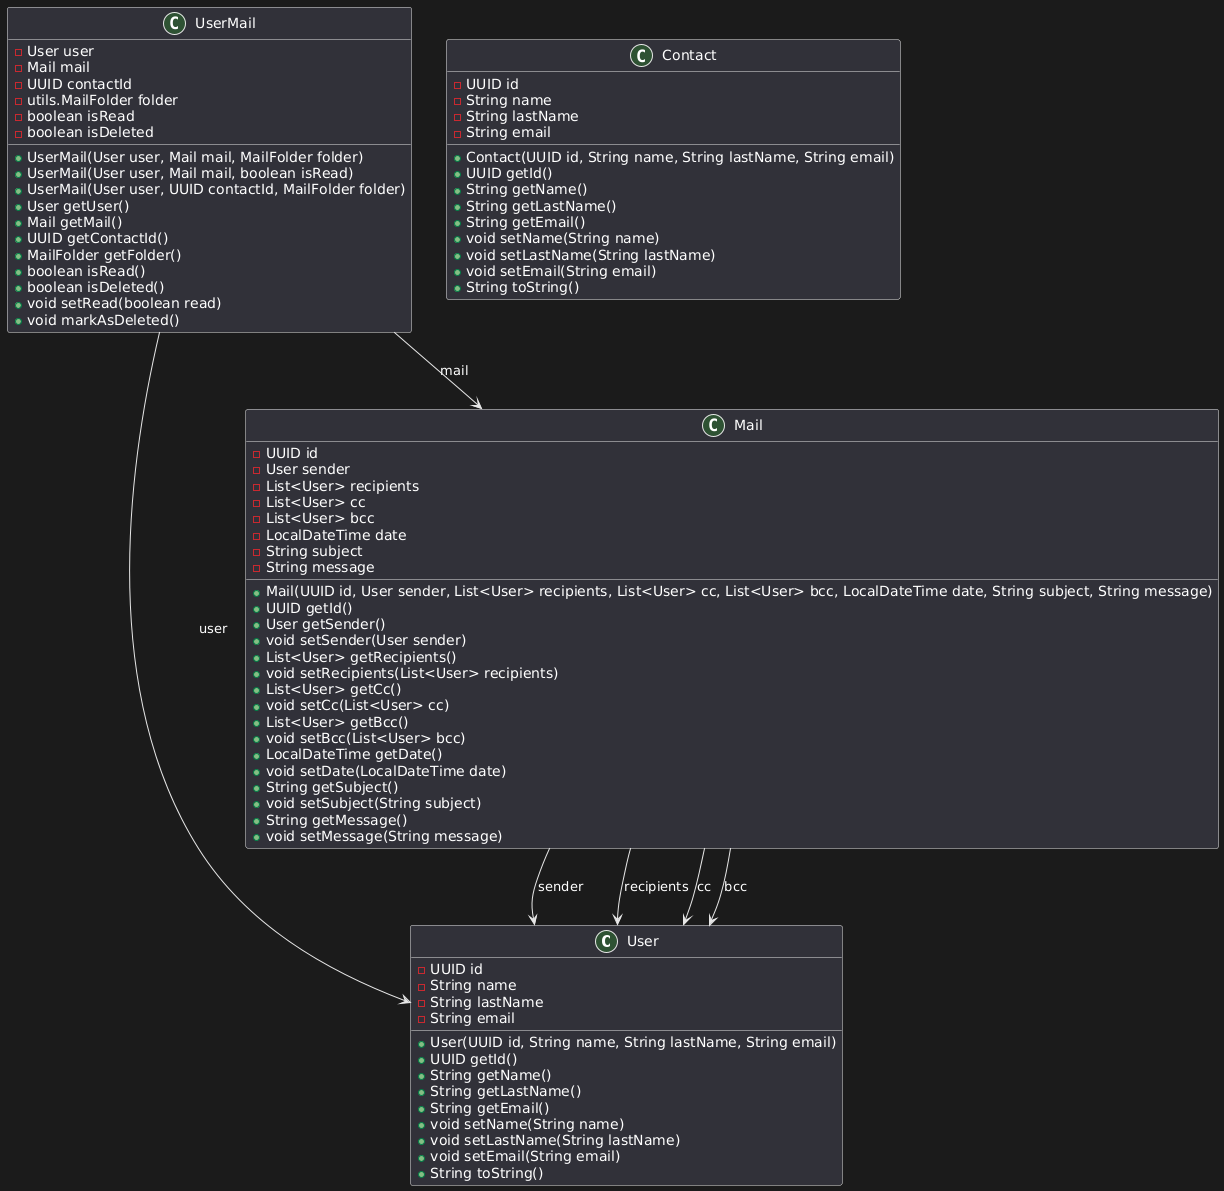 C UserMail
User user
Mail mail
UUID contactId
utils.MailFolder folder
boolean isRead
boolean isDeleted
UserMail(User user, Mail mail, MailFolder folder)
UserMail(User user, Mail mail, boolean isRead)
UserMail(User user, UUID contactId, MailFolder folder)
User getUser()
Mail getMail()
UUID getContactId()
MailFolder getFolder()
boolean isRead()
boolean isDeleted()
void setRead(boolean read)
void markAsDeleted()
C Contact
UUID id
String name
String lastName
String email
Contact(UUID id, String name, String lastName, String email)
UUID getId()
String getName()
String getLastName()
String getEmail()
void setName(String name)
void setLastName(String lastName)
void setEmail(String email)
String toString()
mail
C Mail
UUID id
User sender
List<User> recipients
List<User> cc
List<User> bcc
LocalDateTime date
String subject
String message
Mail(UUID id, User sender, List<User> recipients, List<User> cc, List<User> bcc, LocalDateTime date, String subject, String message)
UUID getId()
User getSender()
void setSender(User sender)
List<User> getRecipients()
void setRecipients(List<User> recipients)
List<User> getCc()
void setCc(List<User> cc)
List<User> getBcc()
void setBcc(List<User> bcc)
LocalDateTime getDate()
void setDate(LocalDateTime date)
String getSubject()
void setSubject(String subject)
String getMessage()
void setMessage(String message)
user
sender
recipients
cc
bcc
C User
UUID id
String name
String lastName
String email
User(UUID id, String name, String lastName, String email)
UUID getId()
String getName()
String getLastName()
String getEmail()
void setName(String name)
void setLastName(String lastName)
void setEmail(String email)
String toString()